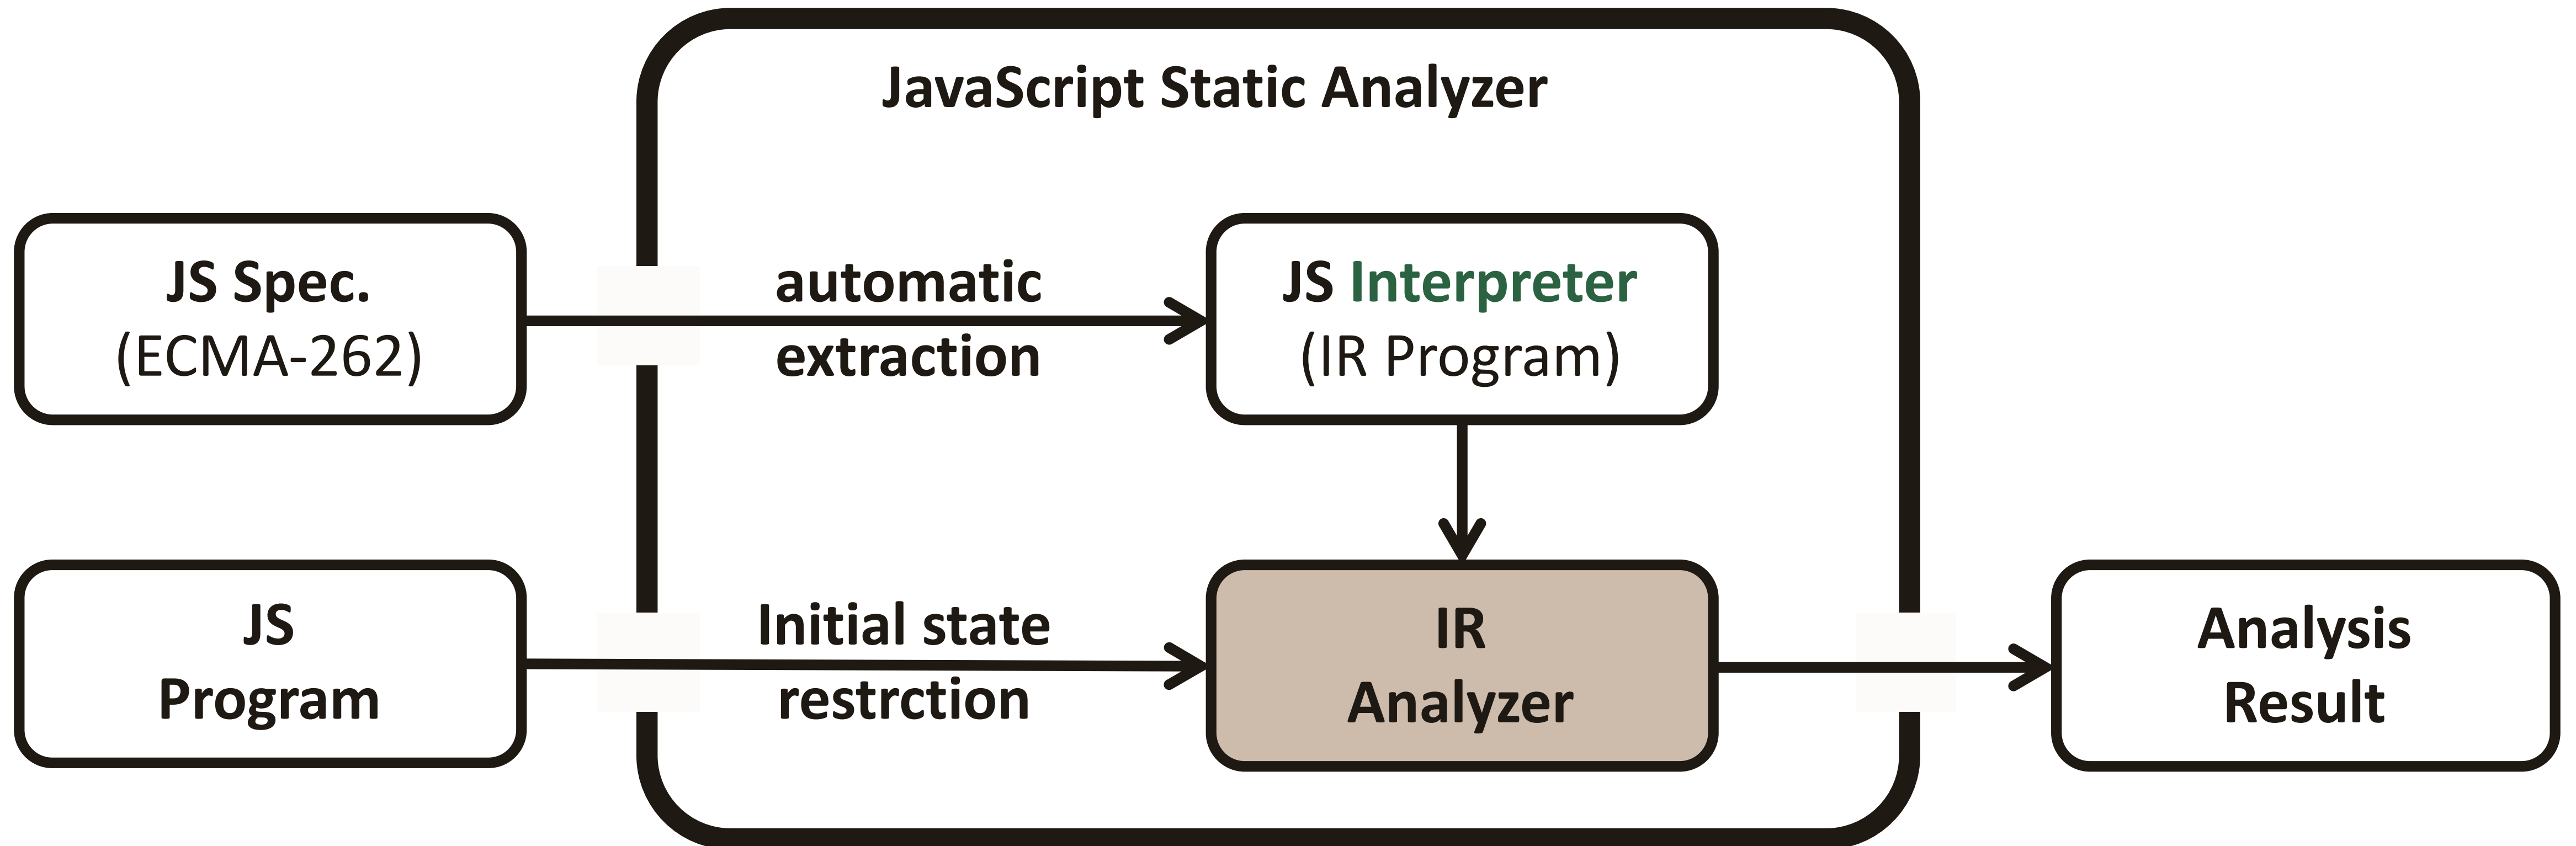 JavaScript Static Analyzer
JS Spec.
(ECMA-262)
automatic
extraction
JS Interpreter
(IR Program)
JS
Program
Initial state
restrction
IR
Analyzer
Analysis
Result